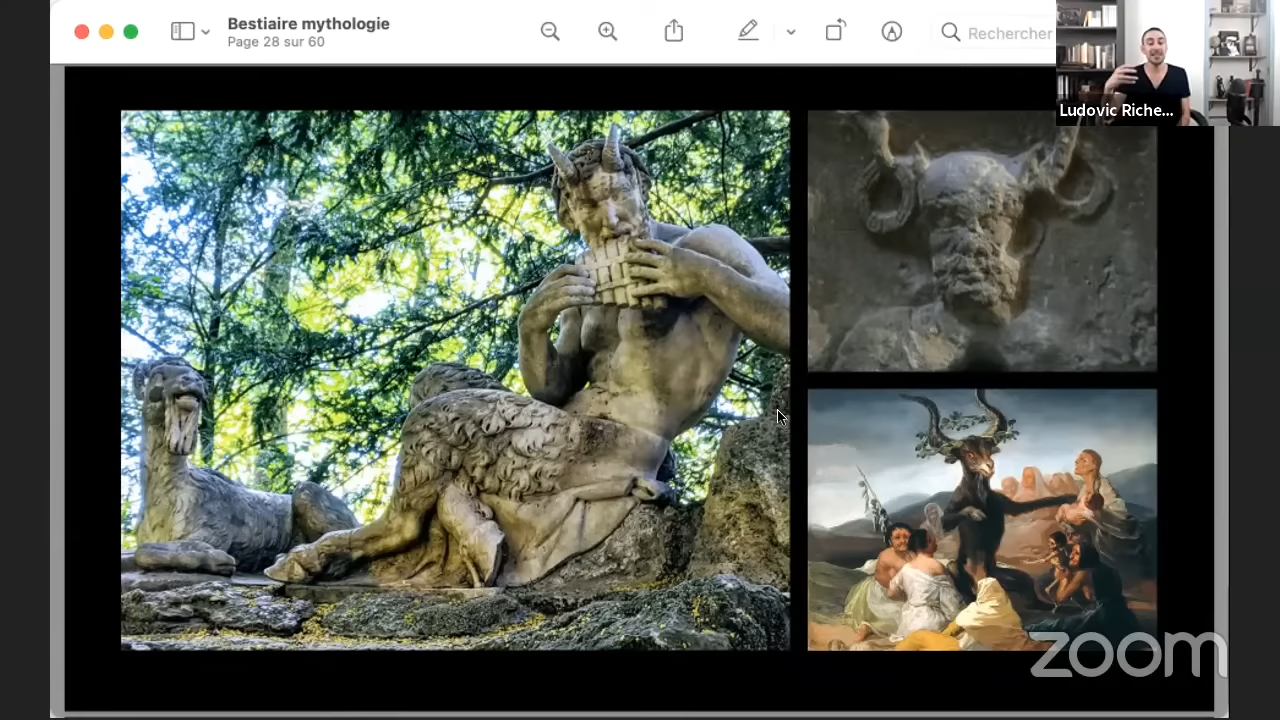 Bestiaire mythologie
Page 28 sur 60
Rechercher
Ludovic Riche...
zoom